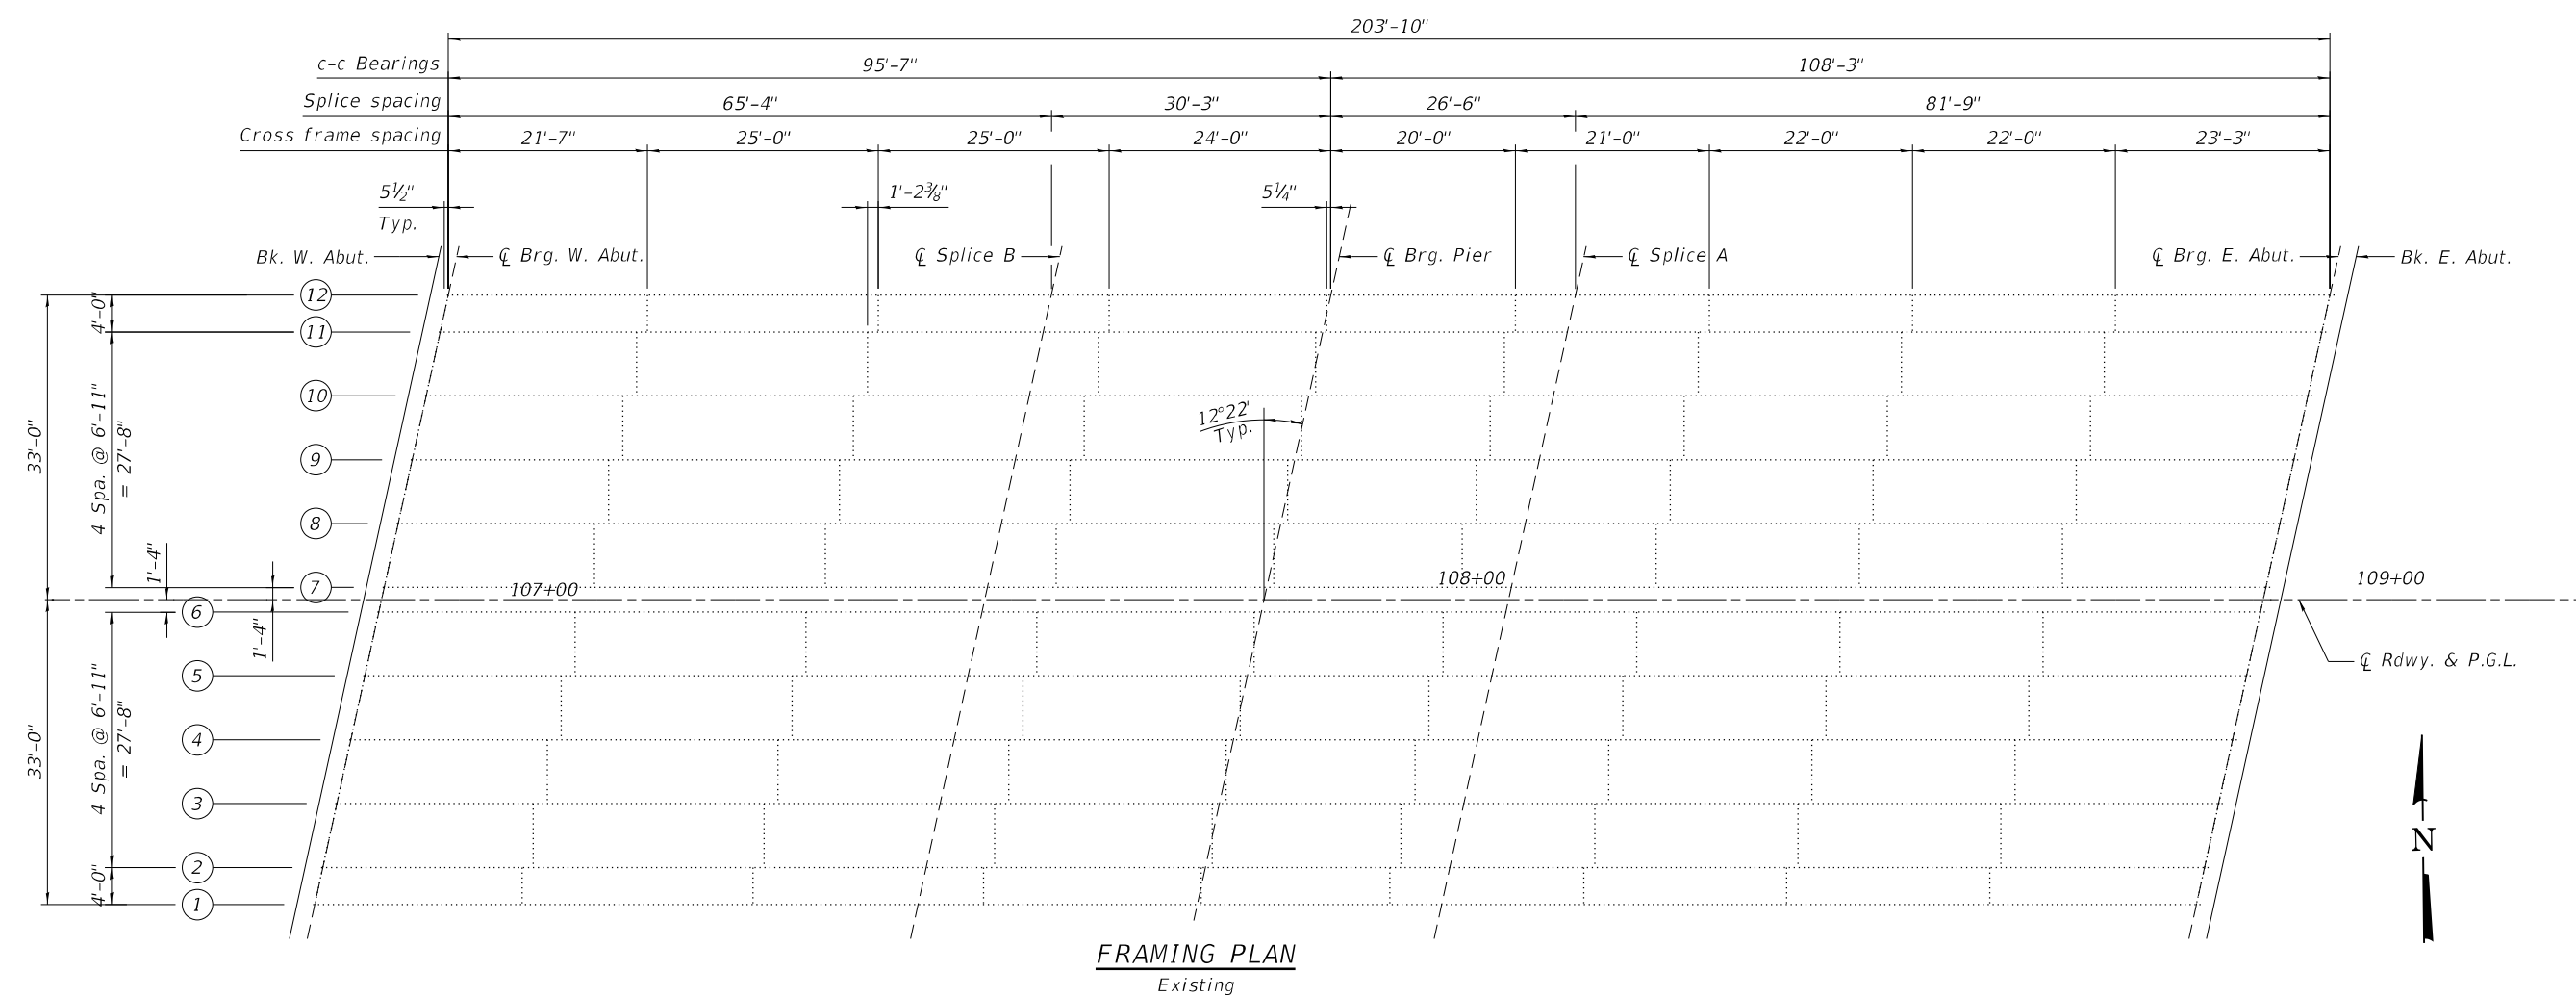 203'-10"
c-c Bearings 95'-7" 108'-3"
Splice spacing 65'-4" 30'-3" 26'-6" 81'-9"
Cross frame spacing 21'-7" 25'-0" 25'-0" 24'-0" 20'-0" 21'-0" 22'-0" 22'-0" 23'-3"
5½" 1'-2⅜" 5¼"
Typ.
Bk. W. Abut. ℄ Brg. W. Abut. ℄ Splice B ℄ Brg. Pier ℄ Splice A ℄ Brg. E. Abut. Bk. E. Abut.
12
4'-0"
11
10
33'-0"
4 Spa. @ 6'-11"
= 27'-8"
12°22'
Typ.
9
8
1'-4"
7
107+00 108+00 109+00
6
1'-4"
℄ Rdwy. & P.G.L.
5
33'-0"
4 Spa. @ 6'-11"
= 27'-8"
4
3
N
2
4'-0"
1
FRAMING PLAN
Existing